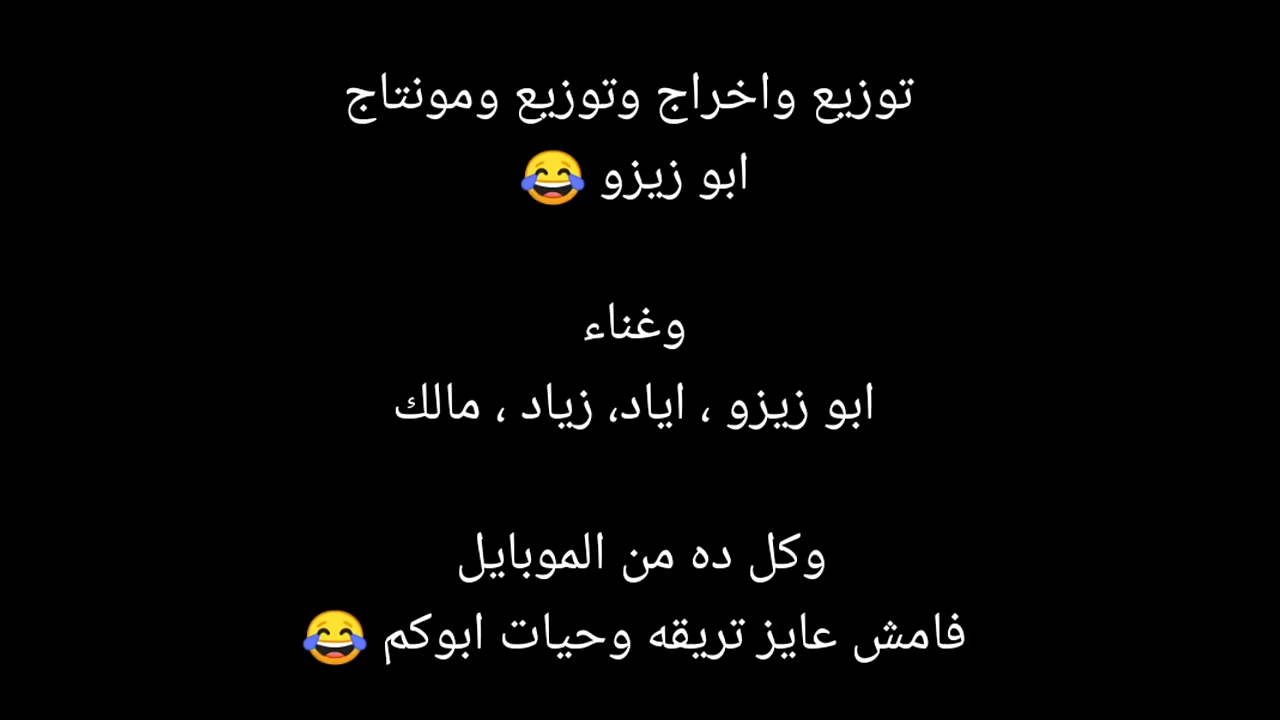 توزيع واخراج وتوزيع ومونتاج
ابو زيزو 😂
وغناء
ابو زيزو ، اياد، زياد ، مالك
وكل ده من الموبايل
فامش عايز تريقه وحيات ابوكم 😂